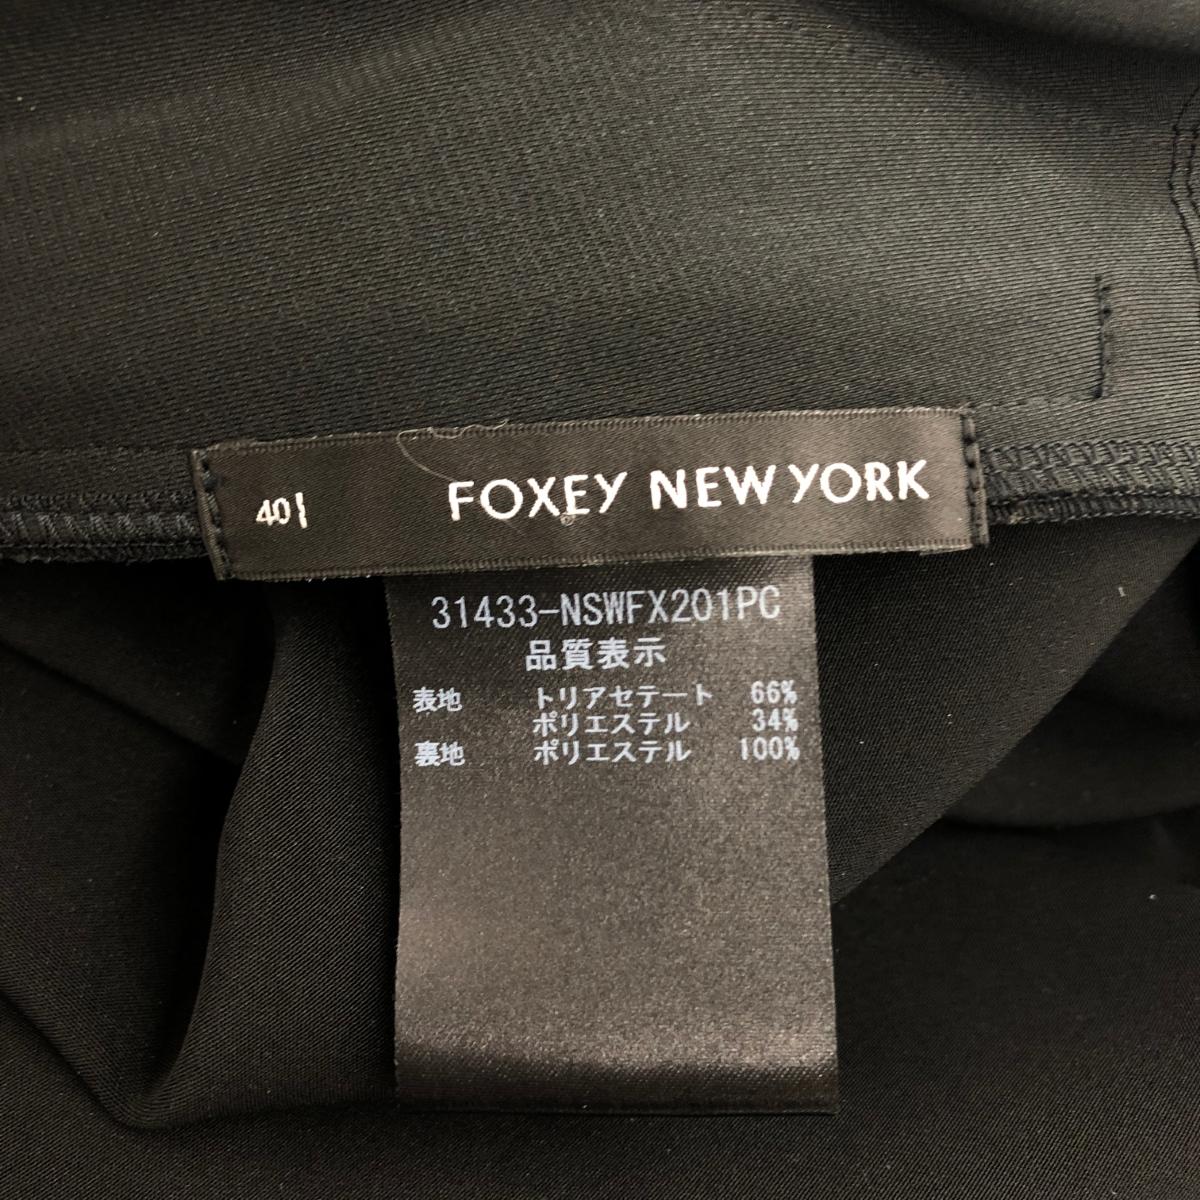 40 FOXEY NEW YORK
31433-NSWFX201PC
品質表示
表地 トリアセテート 66%
ポリエステル 34%
裏地 ポリエステル 100%